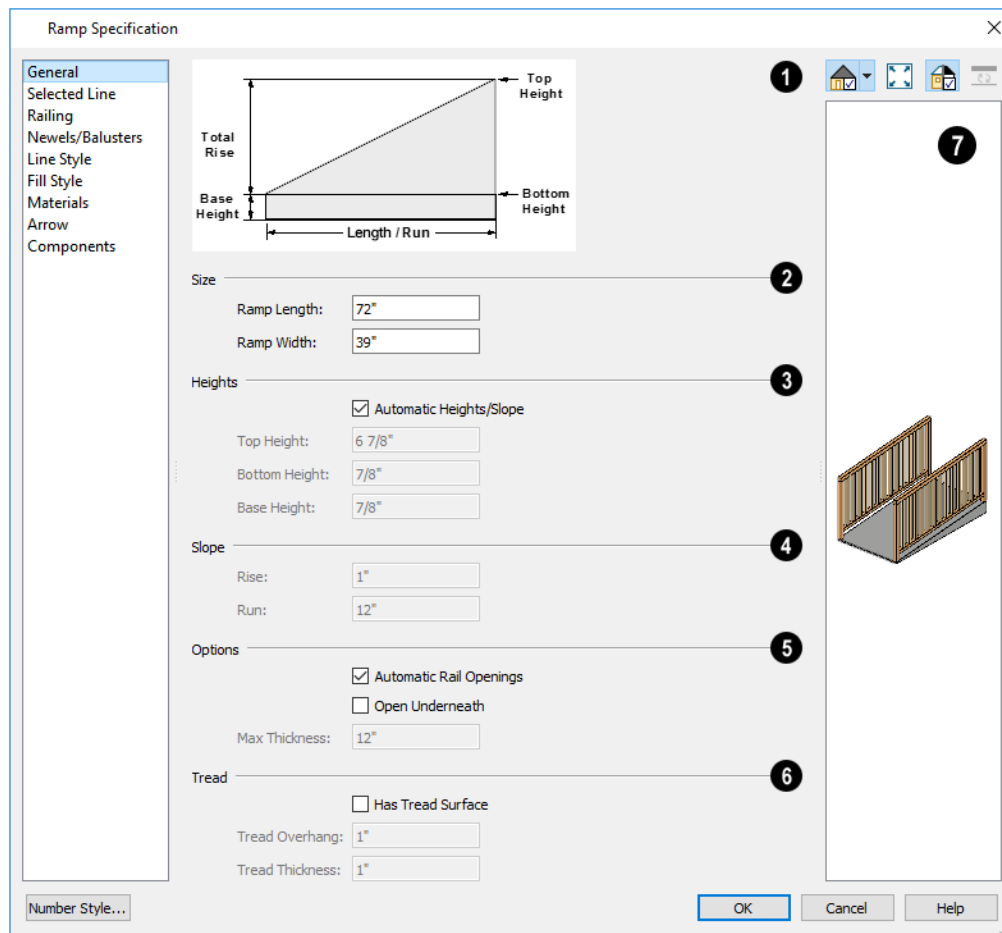 Ramp Specification
General
Selected Line
Railing
Newels/Balusters
Line Style
Fill Style
Materials
Arrow
Components
Top
Height
Total
Rise
Base
Height
Bottom
Height
Length / Run
1
Size
2
Ramp Length: 72"
Ramp Width: 39"
Heights
3
Automatic Heights/Slope
Top Height: 6 7/8"
Bottom Height: 7/8"
Base Height: 7/8"
Slope
4
Rise: 1"
Run: 12"
Options
5
Automatic Rail Openings
Open Underneath
Max Thickness: 12"
Tread
6
Has Tread Surface
Tread Overhang: 1"
Tread Thickness: 1"
7
Number Style...
OK
Cancel
Help